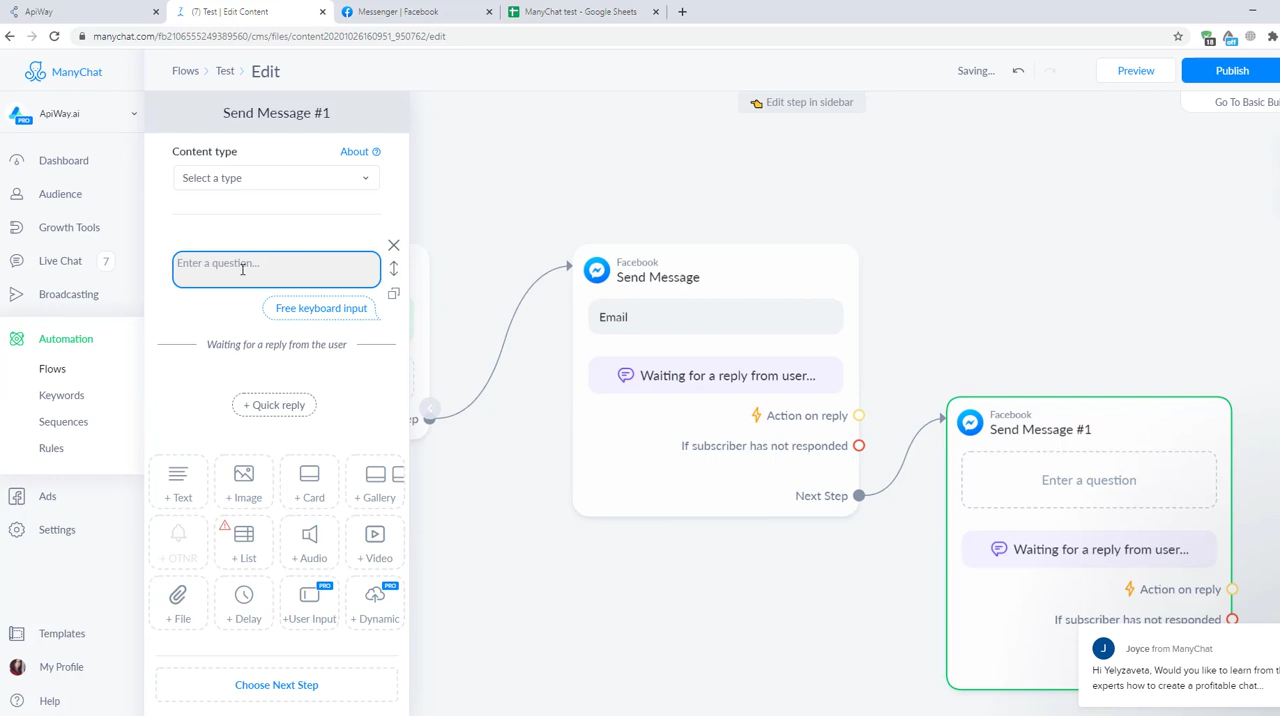 ApiWay
(7) Test | Edit Content
Messenger | Facebook
ManyChat test - Google Sheets
manychat.com/fb2106555249389560/cms/files/content20201026160951_950762/edit
18
off
ManyChat
Flows > Test > Edit
Saving...
Preview
Publish
ApiWay.ai
PRO
Send Message #1
Edit step in sidebar
Go To Basic Bui
Content type
About
Select a type
Dashboard
Audience
Growth Tools
Live Chat 7
Broadcasting
Automation
Flows
Keywords
Sequences
Rules
Ads
Settings
Templates
My Profile
Help
Enter a question...
Free keyboard input
Waiting for a reply from the user
+ Quick reply
+ Text
+ Image
+ Card
+ Gallery
+ OTNR
+ List
+ Audio
+ Video
PRO
PRO
+ File
+ Delay
+User Input
+ Dynamic
Choose Next Step
ep
Facebook
Send Message
Email
Waiting for a reply from user...
Action on reply
If subscriber has not responded
Next Step
Facebook
Send Message #1
Enter a question
Waiting for a reply from user...
Action on reply
If subscriber has not responded
J
Joyce from ManyChat
Hi Yelyzaveta, Would you like to learn from t
experts how to create a profitable chat...